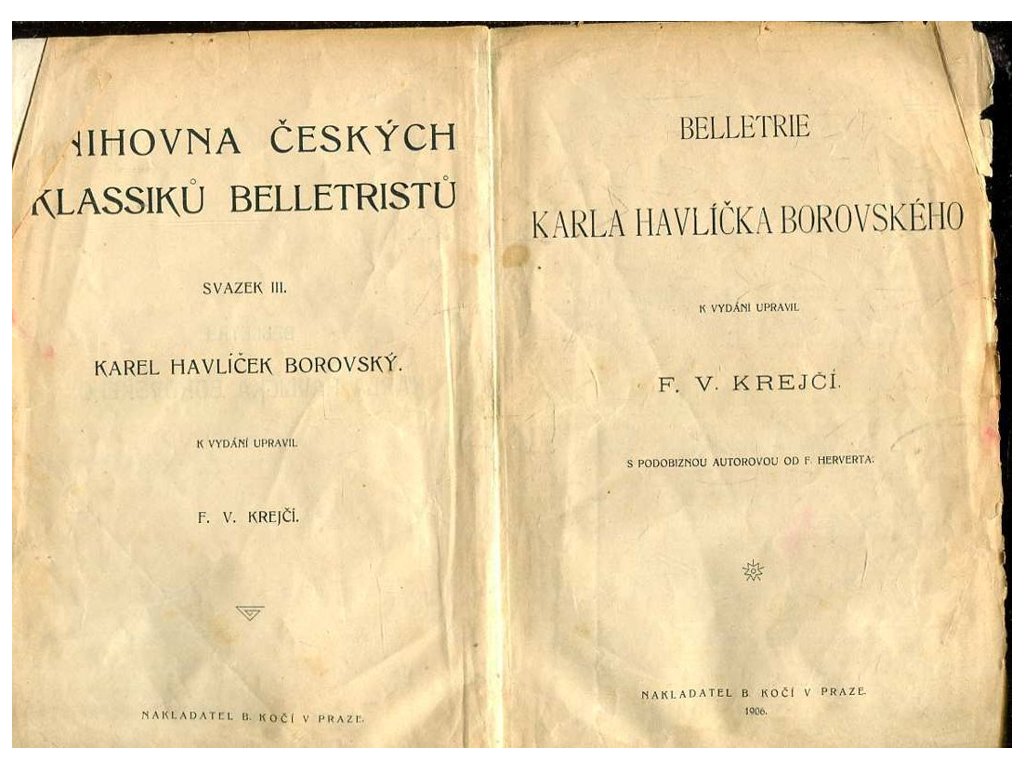 NIHOVNA ČESKÝCH
KLASSIKŮ BELLETRISTŮ
SVAZEK III.
KAREL HAVLÍČEK BOROVSKÝ.
K VYDÁNÍ UPRAVIL
F. V. KREJČÍ.
NAKLADATEL B. KOČÍ V PRAZE.
BELLETRIE
KARLA HAVLÍČKA BOROVSKÉHO
K VYDÁNÍ UPRAVIL
F. V. KREJČÍ.
S PODOBIZNOU AUTOROVOU OD F. HERVERTA.
NAKLADATEL B. KOČÍ V PRAZE.
1906.